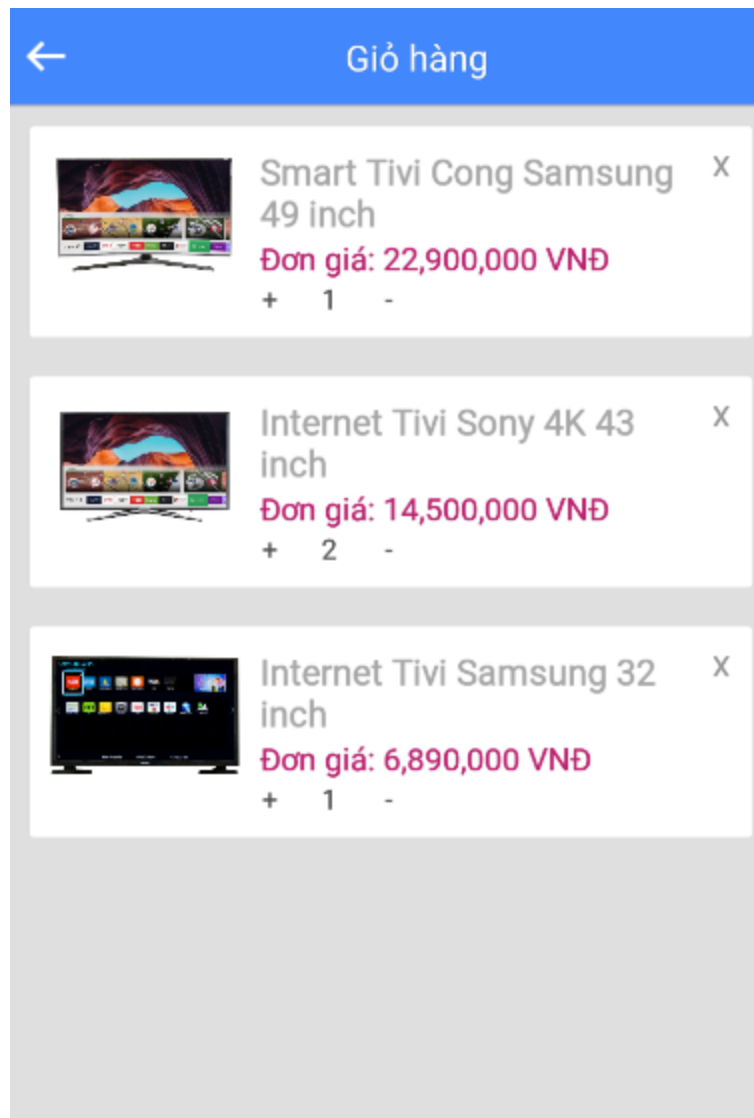 Giỏ hàng
Smart Tivi Cong Samsung
49 inch
x
Đơn giá: 22,900,000 VNĐ
+ 1 -
Internet Tivi Sony 4K 43
inch
x
Đơn giá: 14,500,000 VNĐ
+ 2 -
Internet Tivi Samsung 32
inch
x
Đơn giá: 6,890,000 VNĐ
+ 1 -